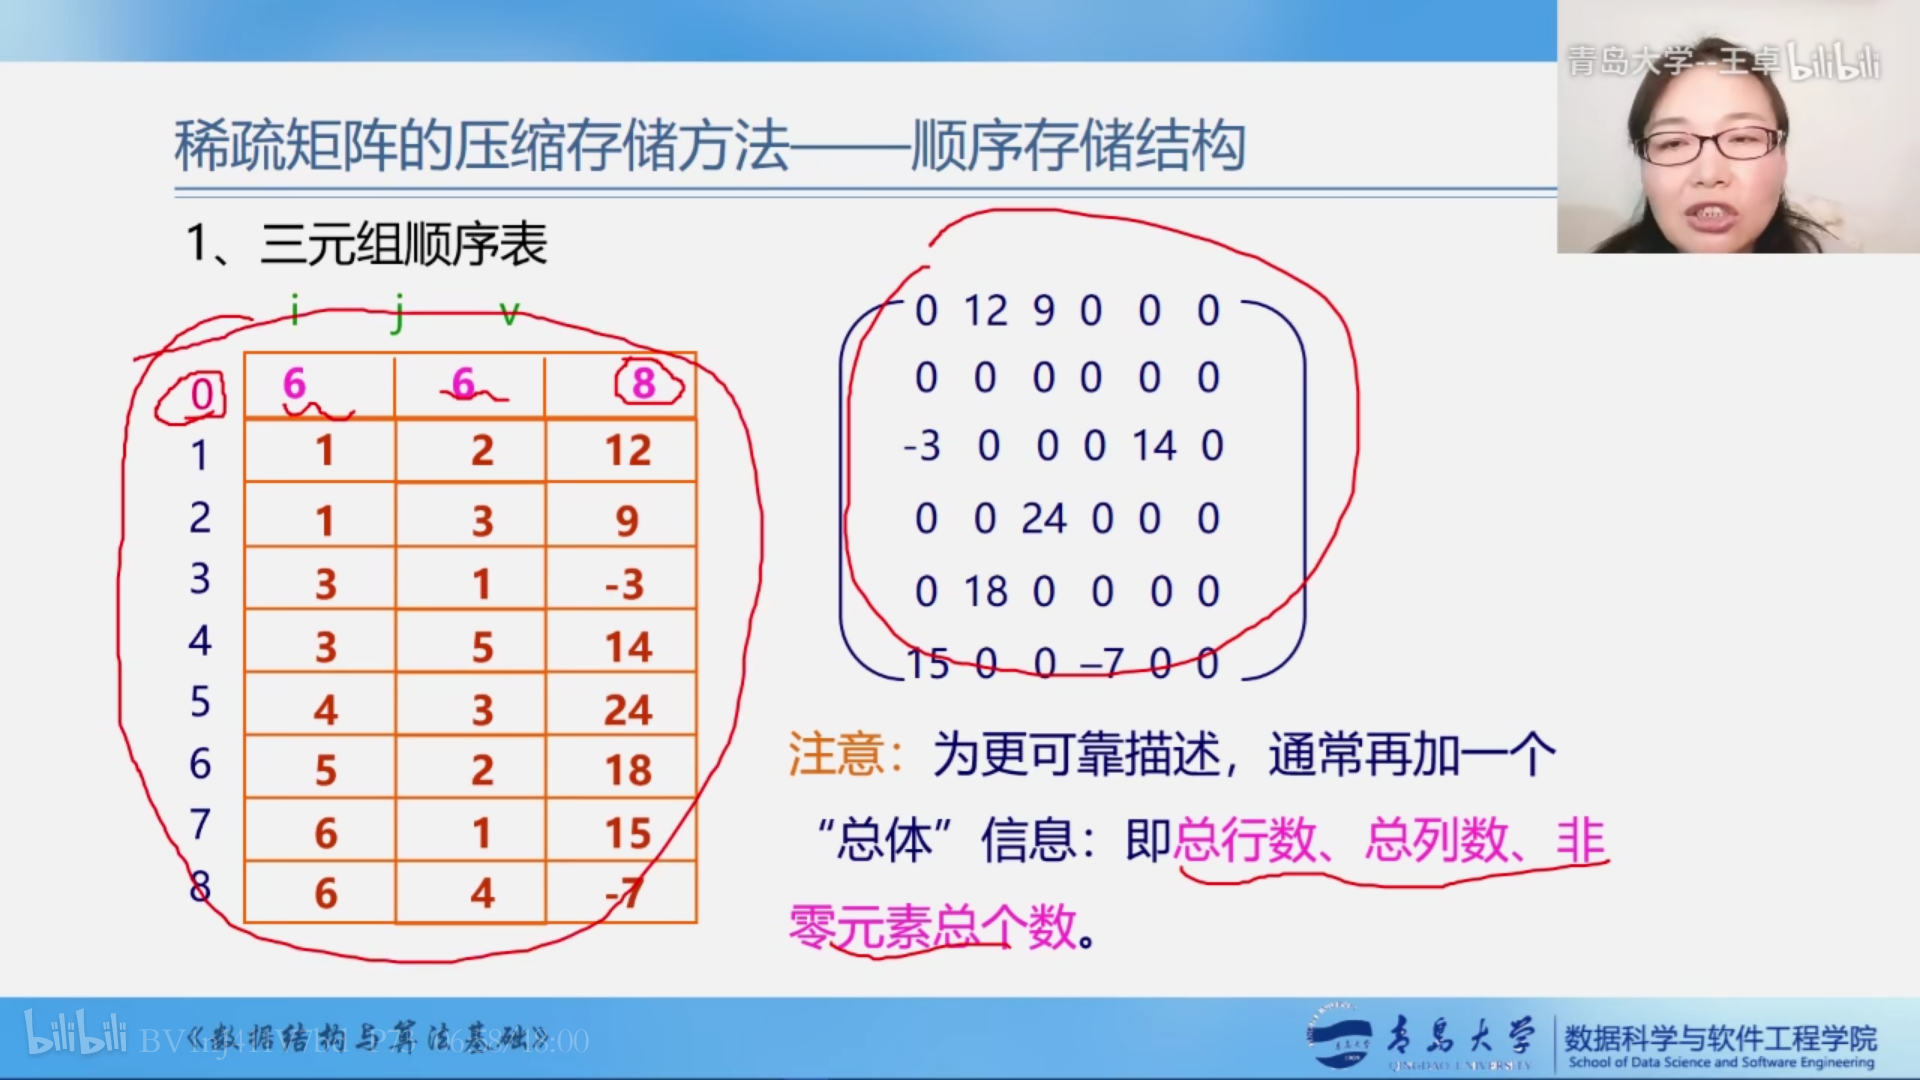 青岛大学--王卓 bilibili
稀疏矩阵的压缩存储方法——顺序存储结构
1、三元组顺序表
i j v
0 6 6 8
1 1 2 12
2 1 3 9
3 3 1 -3
4 3 5 14
5 4 3 24
6 5 2 18
7 6 1 15
8 6 4 -7
0 12 9 0 0 0
0 0 0 0 0 0
-3 0 0 0 14 0
0 0 24 0 0 0
0 18 0 0 0 0
15 0 0 –7 0 0
注意：为更可靠描述，通常再加一个
“总体”信息：即总行数、总列数、非
零元素总个数。
bilibili
《数据结构与算法基础》
青岛大学
QINGDAO UNIVERSITY
数据科学与软件工程学院
School of Data Science and Software Engineering